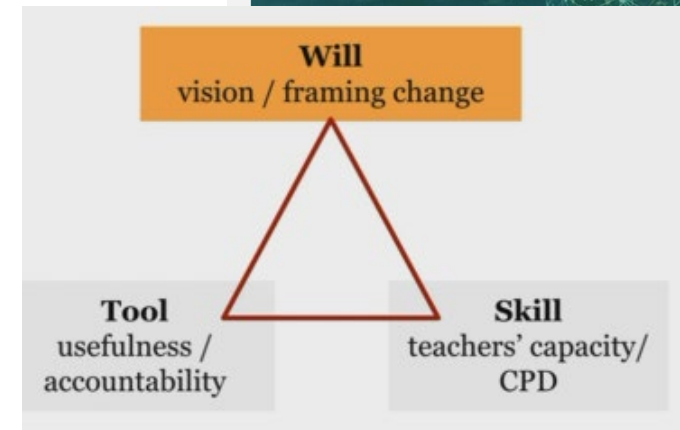 Will
vision / framing change
Tool
usefulness /
accountability
Skill
teachers’ capacity/
CPD